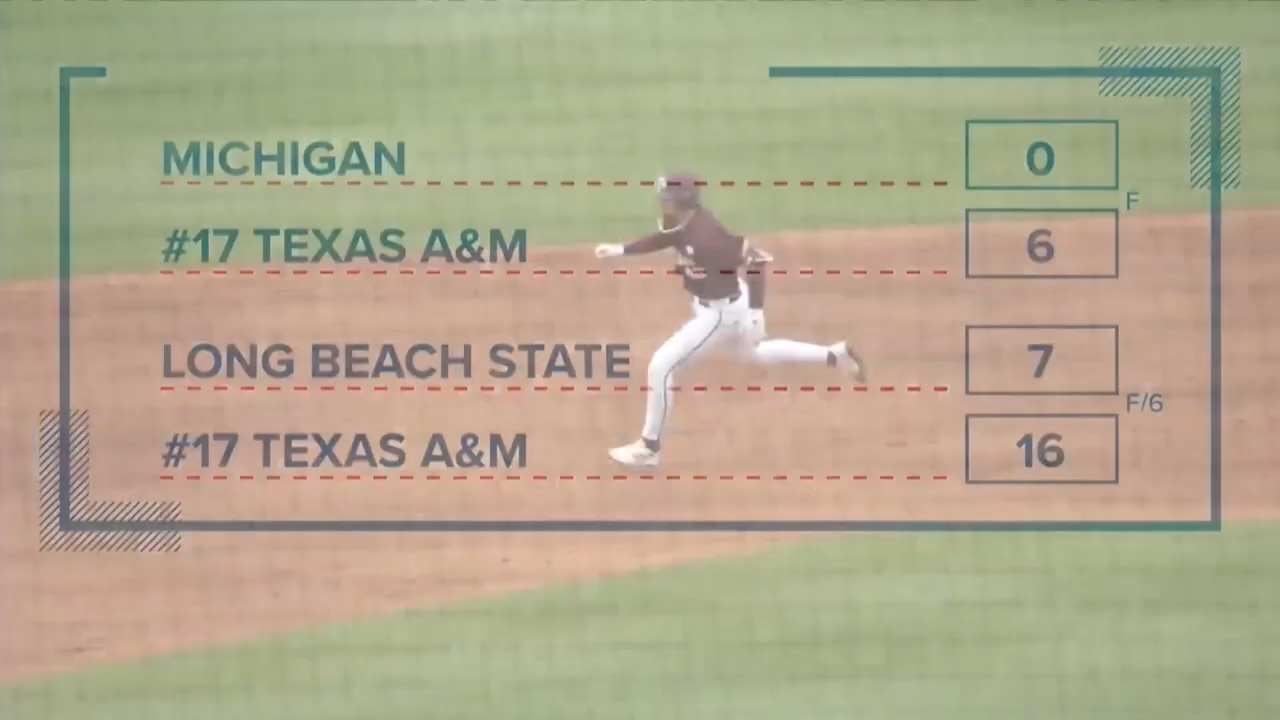 MICHIGAN 0
F
#17 TEXAS A&M 6
LONG BEACH STATE 7
F/6
#17 TEXAS A&M 16